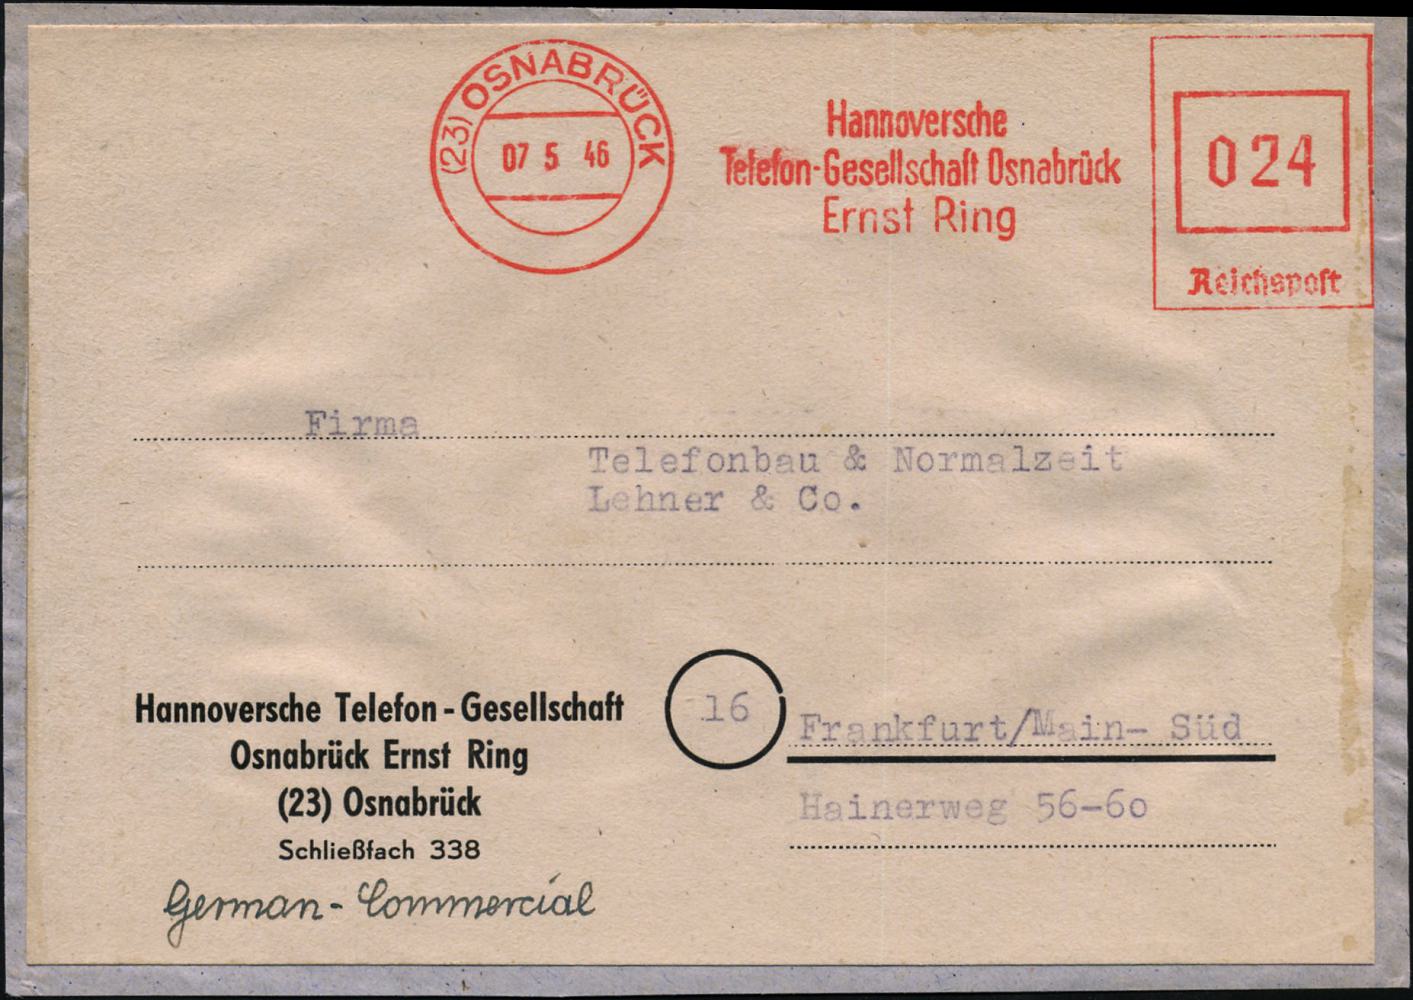 (23) OSNABRÜCK
07 5 46
Hannoversche
Telefon-Gesellschaft Osnabrück
Ernst Ring
024
Reichspost
Firma
Telefonbau & Normalzeit
Lehner & Co.
Hannoversche Telefon-Gesellschaft
Osnabrück Ernst Ring
(23) Osnabrück
Schließfach 338
German-Commercial
16
Frankfurt/Main- Süd
Hainerweg 56-60